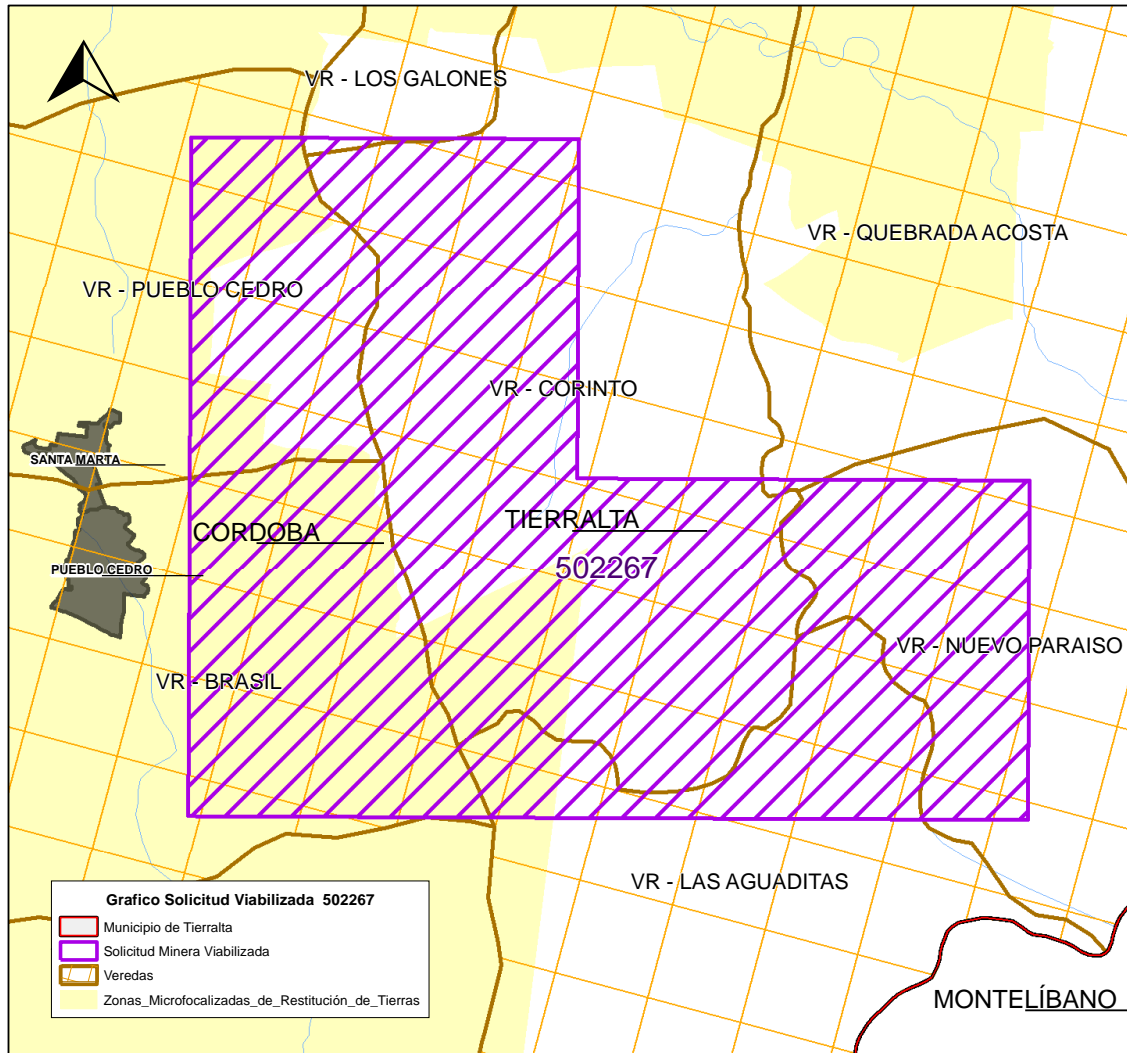 VR - LOS GALONES
VR - QUEBRADA ACOSTA
VR - PUEBLO CEDRO
VR - CORINTO
SANTA MARTA
TIERRALTA
CORDOBA
502267
PUEBLO CEDRO
VR - NUEVO PARAISO
VR - BRASIL
VR - LAS AGUADITAS
Grafico Solicitud Viabilizada 502267
Municipio de Tierralta
Solicitud Minera Viabilizada
Veredas
Zonas_Microfocalizadas_de_Restitución_de_Tierras
MONTELÍBANO